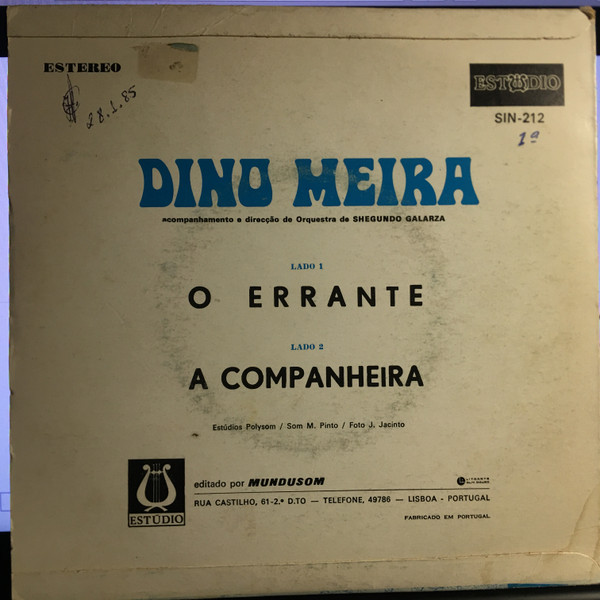 ESTEREO
28.1.85
ESTÚDIO
SIN-212
1ª
DINO MEIRA
acompanhamento e direcção de Orquestra de SHEGUNDO GALARZA
LADO 1
O ERRANTE
LADO 2
A COMPANHEIRA
Estúdios Polysom / Som M. Pinto / Foto J. Jacinto
ESTÚDIO
editado por MUNDUSOM
RUA CASTILHO, 61-2.º D.TO — TELEFONE, 49786 — LISBOA - PORTUGAL
FABRICADO EM PORTUGAL